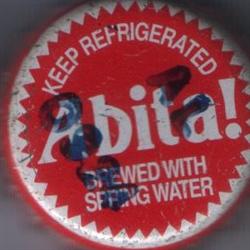 KEEP REFRIGERATED
Abita!
BREWED WITH
SPRING WATER